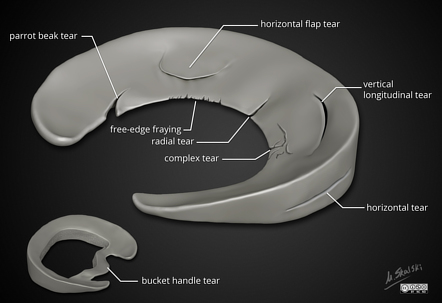 horizontal flap tear
parrot beak tear
vertical
longitudinal tear
free-edge fraying
radial tear
complex tear
horizontal tear
bucket handle tear